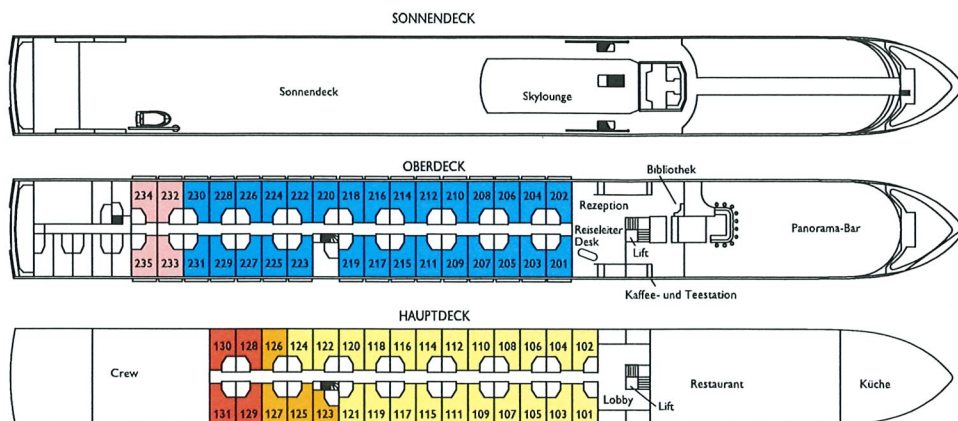 SONNENDECK
Sonnendeck
Skylounge
OBERDECK
Bibliothek
234 232 230 228 226 224 222 220 218 216 214 212 210 208 206 204 202
Rezeption
Reiseleiter
Desk
Lift
Panorama-Bar
235 233 231 229 227 225 223 219 217 215 211 209 207 205 203 201
Kaffee- und Teestation
HAUPTDECK
130 128 126 124 122 120 118 116 114 112 110 108 106 104 102
Crew
Restaurant
Küche
Lobby
Lift
131 129 127 125 123 121 119 117 115 111 109 107 105 103 101